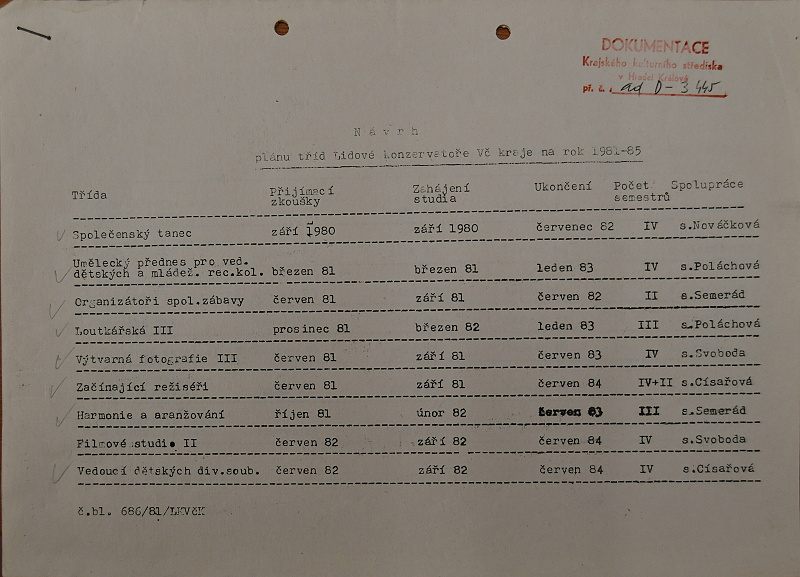 DOKUMENTACE
Krajského kulturního střediska
v Hradci Králové
př. č. ad D-3 445
Návrh
plánu tříd Lidové konzervatoře Vč kraje na rok 1981-85
Třída Přijímací zkoušky Zahájení studia Ukončení Počet semestrů Spolupráce
Společenský tanec září 1980 září 1980 červenec 82 IV s.Nováčková
Umělecký přednes pro ved.
dětských a mládež. rec.kol. březen 81 březen 81 leden 83 IV s.Poláchová
Organizátoři spol.zábavy červen 81 září 81 červen 82 II s.Semerád
Loutkářská III prosinec 81 březen 82 leden 83 III s.Poláchová
Výtvarná fotografie III červen 81 září 81 červen 83 IV s.Svoboda
Začínající režiséři červen 81 září 81 červen 84 IV+II s.Císařová
Harmonie a aranžování říjen 81 únor 82 červen 83 III s.Semerád
Filmové studio II červen 82 září 82 červen 84 IV s.Svoboda
Vedoucí dětských div.soub. červen 82 září 82 červen 84 IV s.Císařová
č.bl. 686/81/LKVčK